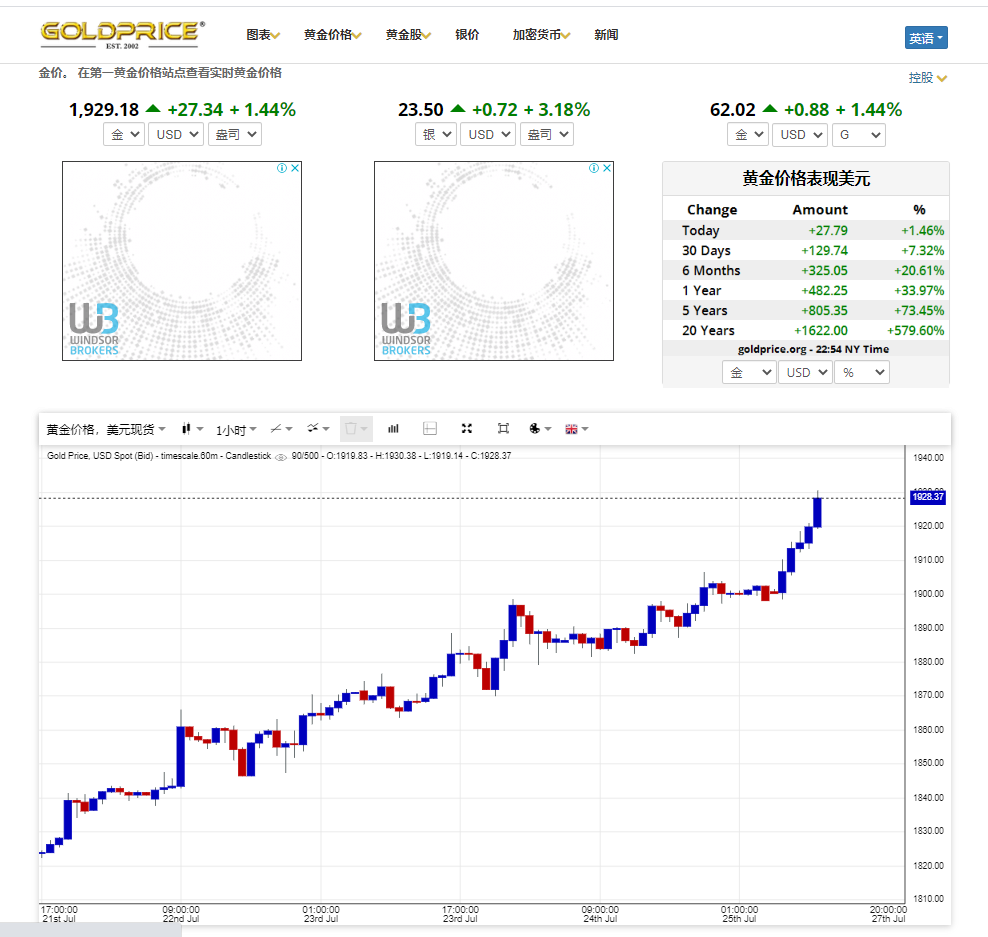 GOLDPRICE®
EST. 2002
图表 黄金价格 黄金股 银价 加密货币 新闻 英语
金价。 在第一黄金价格站点查看实时黄金价格
控股
1,929.18 +27.34 + 1.44%
金 USD 盎司
23.50 +0.72 + 3.18%
银 USD 盎司
62.02 +0.88 + 1.44%
金 USD G
WB
WINDSOR
BROKERS
WB
WINDSOR
BROKERS
黄金价格表现美元
Change Amount %
Today +27.79 +1.46%
30 Days +129.74 +7.32%
6 Months +325.05 +20.61%
1 Year +482.25 +33.97%
5 Years +805.35 +73.45%
20 Years +1622.00 +579.60%
goldprice.org - 22:54 NY Time
金 USD %
黄金价格，美元现货 1小时
Gold Price, USD Spot (Bid) - timescale.60m - Candlestick 90/500 - O:1919.83 - H:1930.38 - L:1919.14 - C:1928.37
1940.00
1928.37
1920.00
1910.00
1900.00
1890.00
1880.00
1870.00
1860.00
1850.00
1840.00
1830.00
1820.00
1810.00
17:00:00 09:00:00 01:00:00 17:00:00 09:00:00 01:00:00 20:00:00
21st Jul 22nd Jul 23rd Jul 23rd Jul 24th Jul 25th Jul 27th Jul